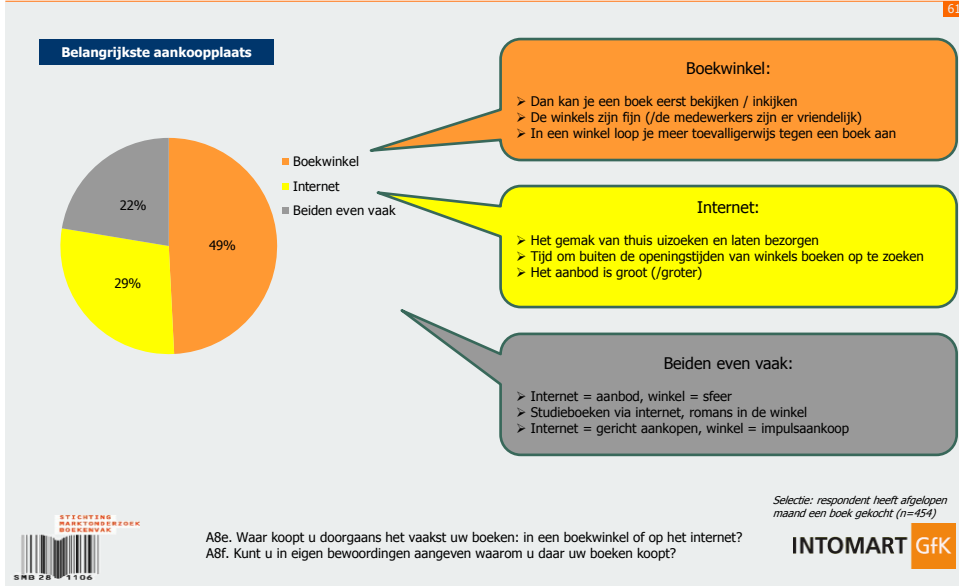 61
Belangrijkste aankoopplaats
49%
29%
22%
Boekwinkel
Internet
Beiden even vaak
Boekwinkel:
➢ Dan kan je een boek eerst bekijken / inkijken
➢ De winkels zijn fijn (/de medewerkers zijn er vriendelijk)
➢ In een winkel loop je meer toevalligerwijs tegen een boek aan
Internet:
➢ Het gemak van thuis uizoeken en laten bezorgen
➢ Tijd om buiten de openingstijden van winkels boeken op te zoeken
➢ Het aanbod is groot (/groter)
Beiden even vaak:
➢ Internet = aanbod, winkel = sfeer
➢ Studieboeken via internet, romans in de winkel
➢ Internet = gericht aankopen, winkel = impulsaankoop
Selectie: respondent heeft afgelopen
maand een boek gekocht (n=454)
STICHTING
MARKTONDERZOEK
BOEKENVAK
SMB 28 1106
A8e. Waar koopt u doorgaans het vaakst uw boeken: in een boekwinkel of op het internet?
A8f. Kunt u in eigen bewoordingen aangeven waarom u daar uw boeken koopt?
INTOMART GfK